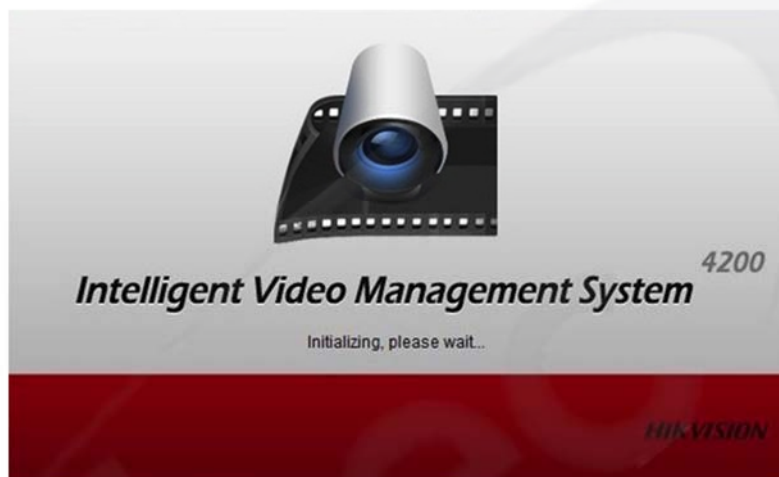 4200
Intelligent Video Management System
Initializing, please wait...
HIKVISION